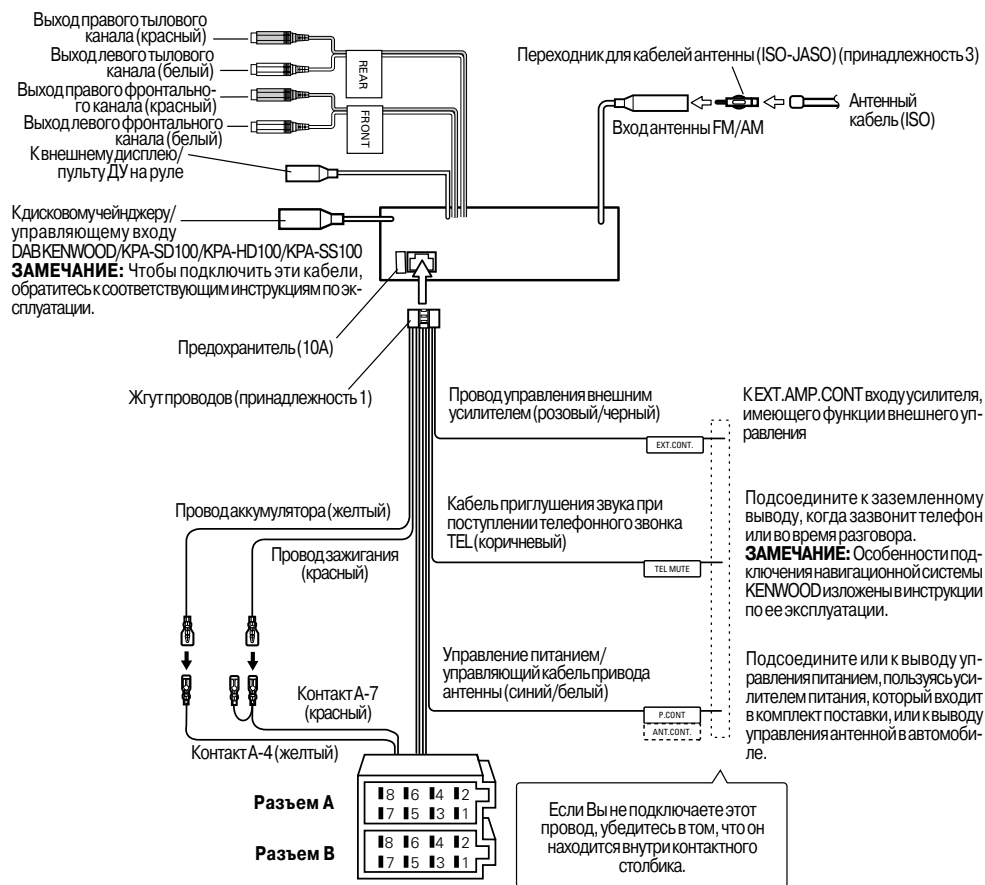 Выход правого тылового
канала (красный)
Выход левого тылового
канала (белый)
Выход правого фронтально-
го канала (красный)
Выход левого фронтального
канала (белый)
К внешнему дисплею/
пульту ДУ на руле
REAR
FRONT
Переходник для кабелей антенны (ISO-JASO) (принадлежность 3)
Вход антенны FM/AM
Антенный
кабель (ISO)
К дисковому чейнджеру/
управляющему входу
DAB KENWOOD/KPA-SD100/KPA-HD100/KPA-SS100
ЗАМЕЧАНИЕ: Чтобы подключить эти кабели,
обратитесь к соответствующим инструкциям по эк-
сплуатации.
Предохранитель (10А)
Жгут проводов (принадлежность 1)
Провод управления внешним
усилителем (розовый/черный)
EXT.CONT.
К EXT.AMP.CONT входу усилителя,
имеющего функции внешнего уп-
равления
Провод аккумулятора (желтый)
Провод зажигания
(красный)
Кабель приглушения звука при
поступлении телефонного звонка
TEL (коричневый)
TEL MUTE
Подсоедините к заземленному
выводу, когда зазвонит телефон
или во время разговора.
ЗАМЕЧАНИЕ: Особенности под-
ключения навигационной системы
KENWOOD изложены в инструкции
по ее эксплуатации.
Управление питанием/
управляющий кабель привода
антенны (синий/белый)
P.CONT
ANT.CONT.
Подсоедините или к выводу уп-
равления питанием, пользуясь уси-
лителем питания, который входит
в комплект поставки, или к выводу
управления антенной в автомоби-
ле.
Контакт А-7
(красный)
Контакт А-4 (желтый)
Разъем А
8 6 4 2
7 5 3 1
Разъем В
8 6 4 2
7 5 3 1
Если Вы не подключаете этот
провод, убедитесь в том, что он
находится внутри контактного
столбика.